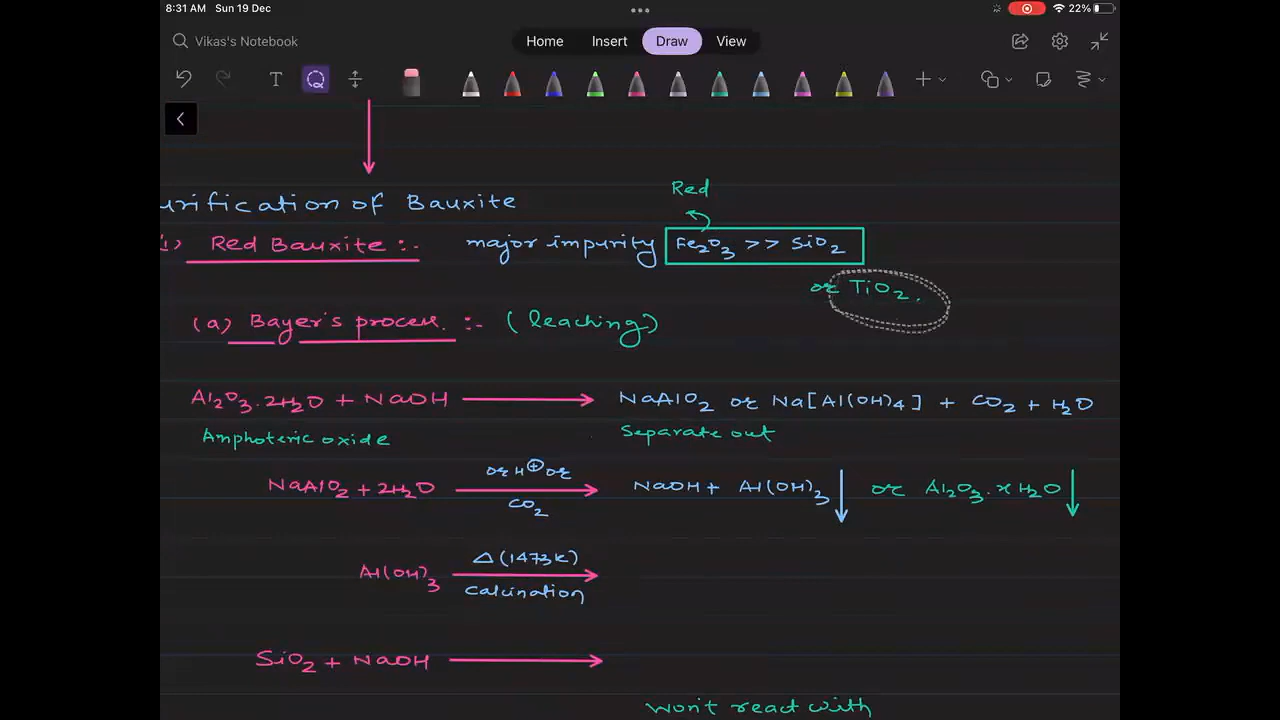 8:31 AM Sun 19 Dec
22%
Vikas's Notebook
Home Insert Draw View
T
urification of Bauxite
Red
1) Red Bauxite :- major impurity Fe₂O₃ >> SiO₂
or TiO₂.
(a) Bayer's process. :- (leaching)
Al₂O₃.2H₂O + NaOH → NaAlO₂ or Na[Al(OH)₄] + CO₂ + H₂O
Amphoteric oxide Separate out
or H⊕ or
NaAlO₂ + 2H₂O → NaOH + Al(OH)₃ ↓ or Al₂O₃.xH₂O ↓
CO₂
Δ(1473K)
Al(OH)₃ →
Calcination
SiO₂ + NaOH →
won't react with